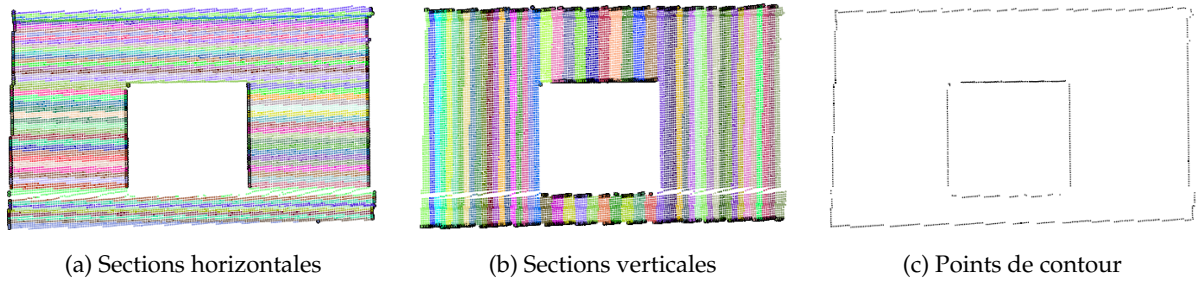 (a) Sections horizontales
(b) Sections verticales
(c) Points de contour